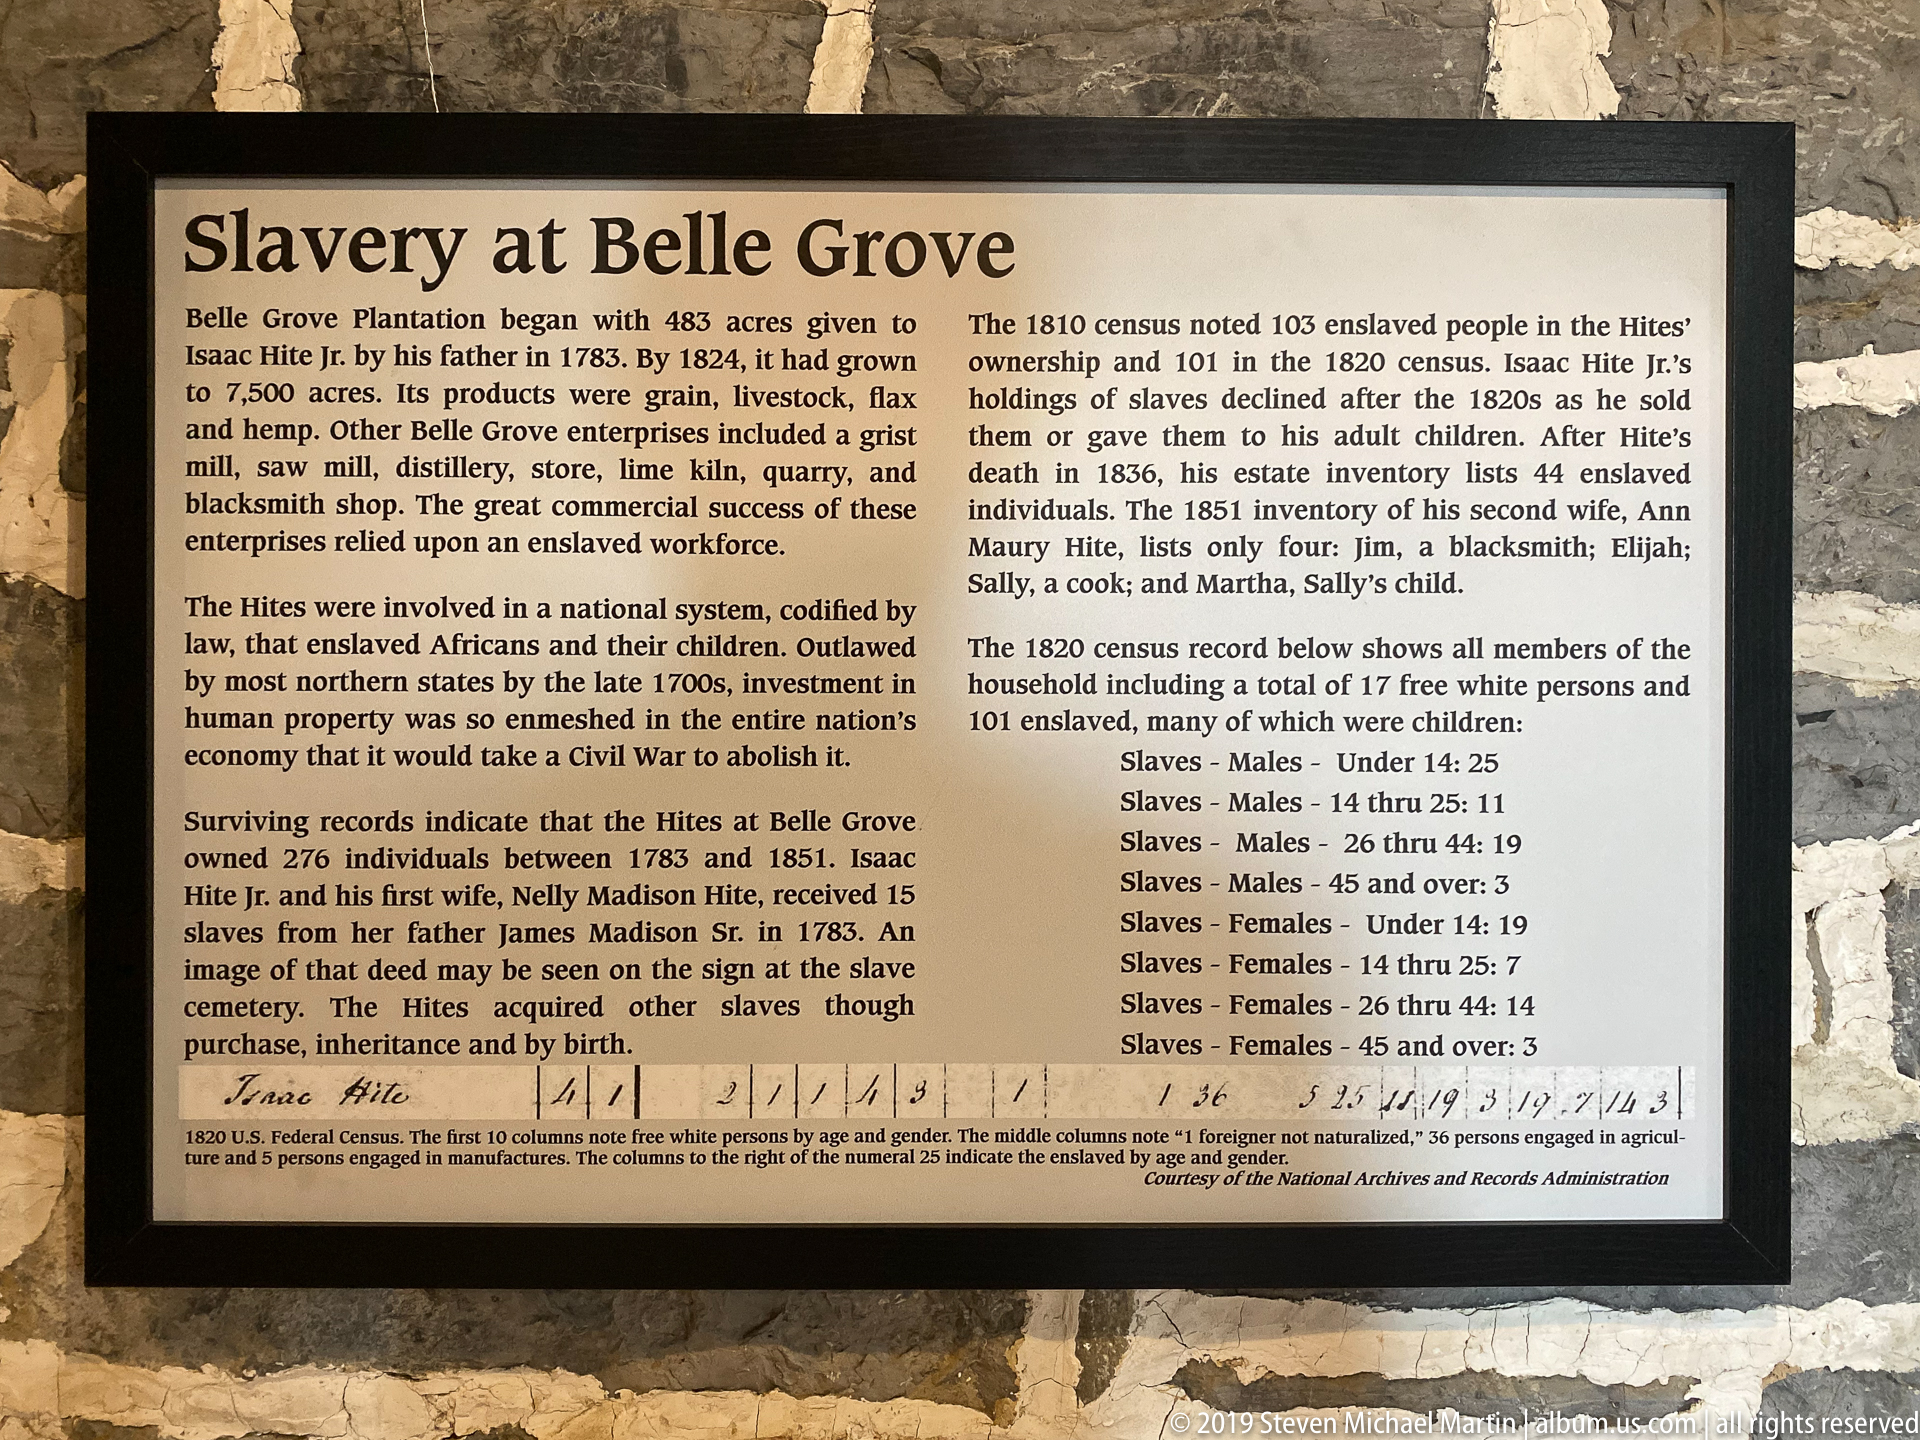 Slavery at Belle Grove
Belle Grove Plantation began with 483 acres given to
Isaac Hite Jr. by his father in 1783. By 1824, it had grown
to 7,500 acres. Its products were grain, livestock, flax
and hemp. Other Belle Grove enterprises included a grist
mill, saw mill, distillery, store, lime kiln, quarry, and
blacksmith shop. The great commercial success of these
enterprises relied upon an enslaved workforce.
The Hites were involved in a national system, codified by
law, that enslaved Africans and their children. Outlawed
by most northern states by the late 1700s, investment in
human property was so enmeshed in the entire nation's
economy that it would take a Civil War to abolish it.
Surviving records indicate that the Hites at Belle Grove
owned 276 individuals between 1783 and 1851. Isaac
Hite Jr. and his first wife, Nelly Madison Hite, received 15
slaves from her father James Madison Sr. in 1783. An
image of that deed may be seen on the sign at the slave
cemetery. The Hites acquired other slaves though
purchase, inheritance and by birth.
The 1810 census noted 103 enslaved people in the Hites'
ownership and 101 in the 1820 census. Isaac Hite Jr.'s
holdings of slaves declined after the 1820s as he sold
them or gave them to his adult children. After Hite's
death in 1836, his estate inventory lists 44 enslaved
individuals. The 1851 inventory of his second wife, Ann
Maury Hite, lists only four: Jim, a blacksmith; Elijah;
Sally, a cook; and Martha, Sally's child.
The 1820 census record below shows all members of the
household including a total of 17 free white persons and
101 enslaved, many of which were children:
Slaves - Males - Under 14: 25
Slaves - Males - 14 thru 25: 11
Slaves - Males - 26 thru 44: 19
Slaves - Males - 45 and over: 3
Slaves - Females - Under 14: 19
Slaves - Females - 14 thru 25: 7
Slaves - Females - 26 thru 44: 14
Slaves - Females - 45 and over: 3
Isaac Hite 4 1 2 1 1 4 3 1 1 36 5 25 11 19 3 19 7 14 3
1820 U.S. Federal Census. The first 10 columns note free white persons by age and gender. The middle columns note "1 foreigner not naturalized," 36 persons engaged in agricul-
ture and 5 persons engaged in manufactures. The columns to the right of the numeral 25 indicate the enslaved by age and gender.
Courtesy of the National Archives and Records Administration
© 2019 Steven Michael Martin | album.us.com | all rights reserved